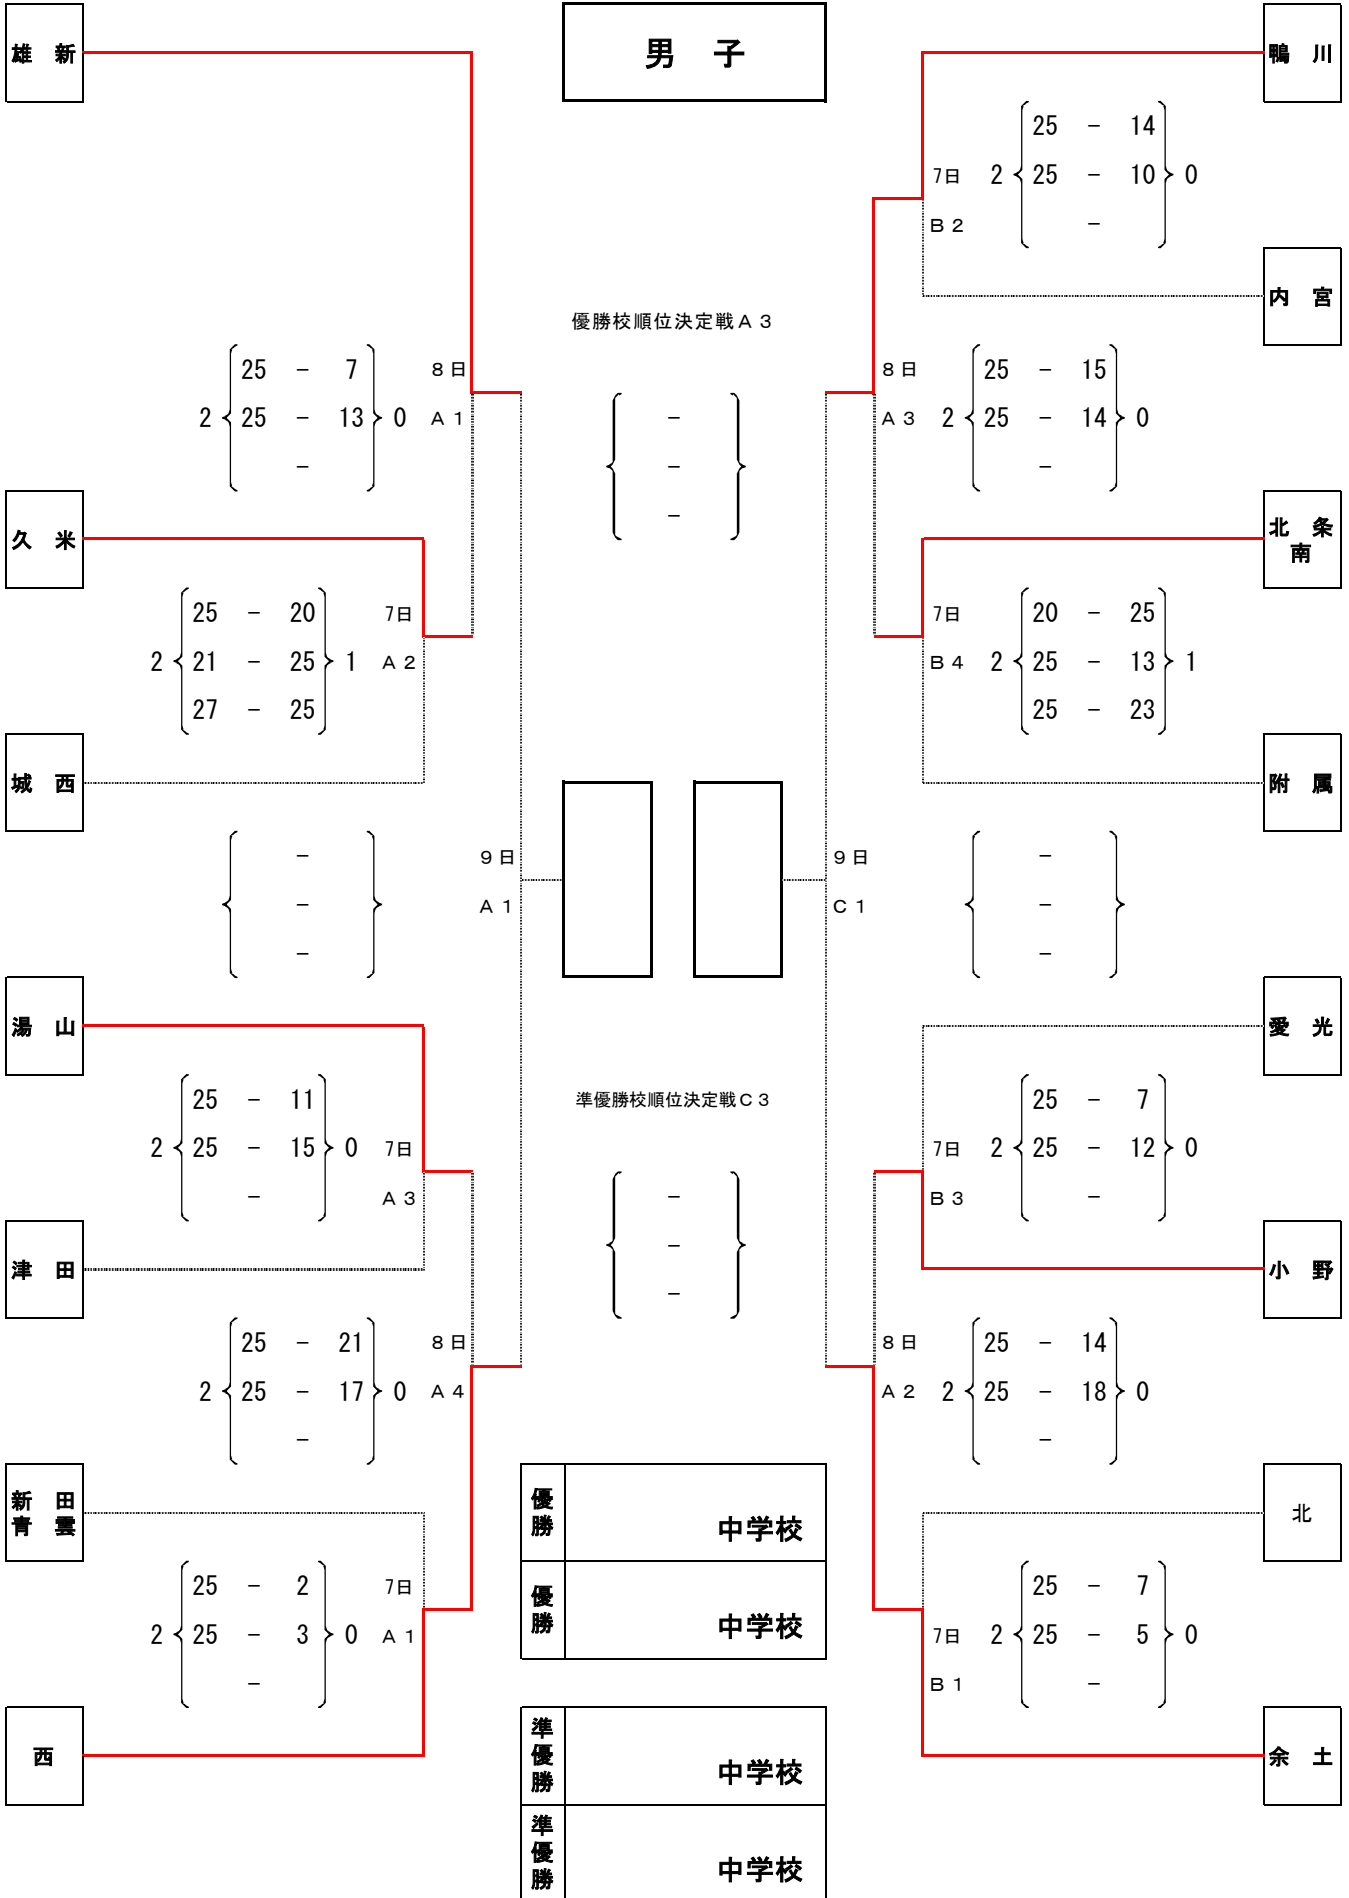 男 子
雄 新
鴨 川
25 - 14
7日 2 25 - 10 0
B 2 -
内 宮
優勝校順位決定戦A 3
25 - 7 8日
2 25 - 13 0 A 1
-
8日 25 - 15
A 3 2 25 - 14 0
-
-
-
-
久 米
北 条
南
25 - 20 7日
2 21 - 25 1 A 2
27 - 25
7日 20 - 25
B 4 2 25 - 13 1
25 - 23
城 西
附 属
- 9日
- A 1
-
9日 -
C 1 -
-
湯 山
愛 光
準優勝校順位決定戦C 3
25 - 11
2 25 - 15 0 7日
- A 3
25 - 7
7日 2 25 - 12 0
B 3 -
-
-
-
津 田
小 野
25 - 21 8日
2 25 - 17 0 A 4
-
8日 25 - 14
A 2 2 25 - 18 0
-
新 田
青 雲
北
優勝 中学校
優勝 中学校
25 - 2 7日
2 25 - 3 0 A 1
-
25 - 7
7日 2 25 - 5 0
B 1 -
西
余 土
準優勝 中学校
準優勝 中学校